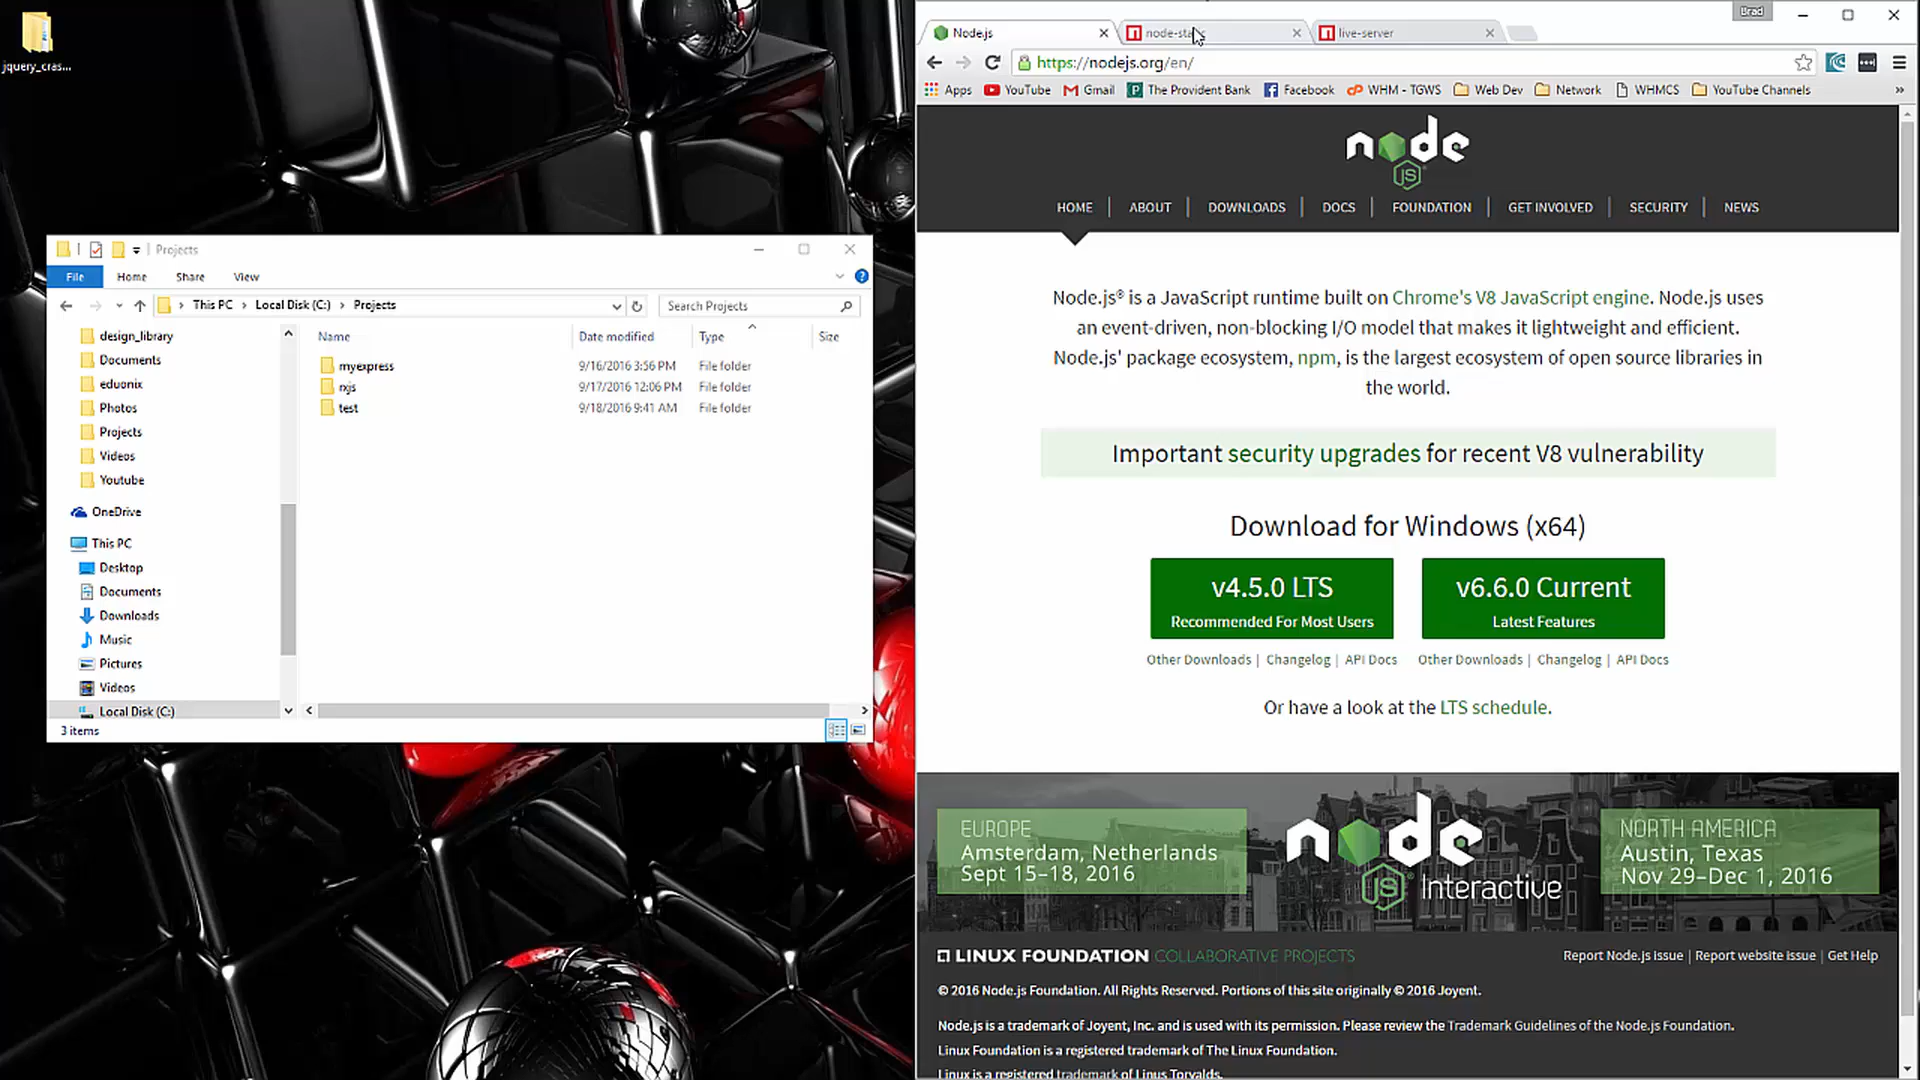 jquery_cras...
Projects
File
Home
Share
View
This PC
Local Disk (C:)
Projects
Search Projects
design_library
Documents
eduonix
Photos
Projects
Videos
Youtube
OneDrive
This PC
Desktop
Documents
Downloads
Music
Pictures
Videos
Local Disk (C:)
Name
Date modified
Type
Size
myexpress
9/16/2016 3:56 PM
File folder
rxjs
9/17/2016 12:06 PM
File folder
test
9/18/2016 9:41 AM
File folder
3 items
Brad
Node.js
live-server
https://nodejs.org/en/
Apps
YouTube
Gmail
The Provident Bank
Facebook
WHM - TGWS
Web Dev
Network
WHMCS
YouTube Channels
node
JS
HOME
ABOUT
DOWNLOADS
DOCS
FOUNDATION
GET INVOLVED
SECURITY
NEWS
Node.js® is a JavaScript runtime built on Chrome's V8 JavaScript engine. Node.js uses
an event-driven, non-blocking I/O model that makes it lightweight and efficient.
Node.js' package ecosystem, npm, is the largest ecosystem of open source libraries in
the world.
Important security upgrades for recent V8 vulnerability
Download for Windows (x64)
v4.5.0 LTS
Recommended For Most Users
v6.6.0 Current
Latest Features
Other Downloads | Changelog | API Docs
Other Downloads | Changelog | API Docs
Or have a look at the LTS schedule.
EUROPE
Amsterdam, Netherlands
Sept 15–18, 2016
node
JS interactive
NORTH AMERICA
Austin, Texas
Nov 29–Dec 1, 2016
LINUX FOUNDATION COLLABORATIVE PROJECTS
Report Node.js issue | Report website issue | Get Help
© 2016 Node.js Foundation. All Rights Reserved. Portions of this site originally © 2016 Joyent.
Node.js is a trademark of Joyent, Inc. and is used with its permission. Please review the Trademark Guidelines of the Node.js Foundation.
Linux Foundation is a registered trademark of The Linux Foundation.
Linux is a registered trademark of Linus Torvalds.